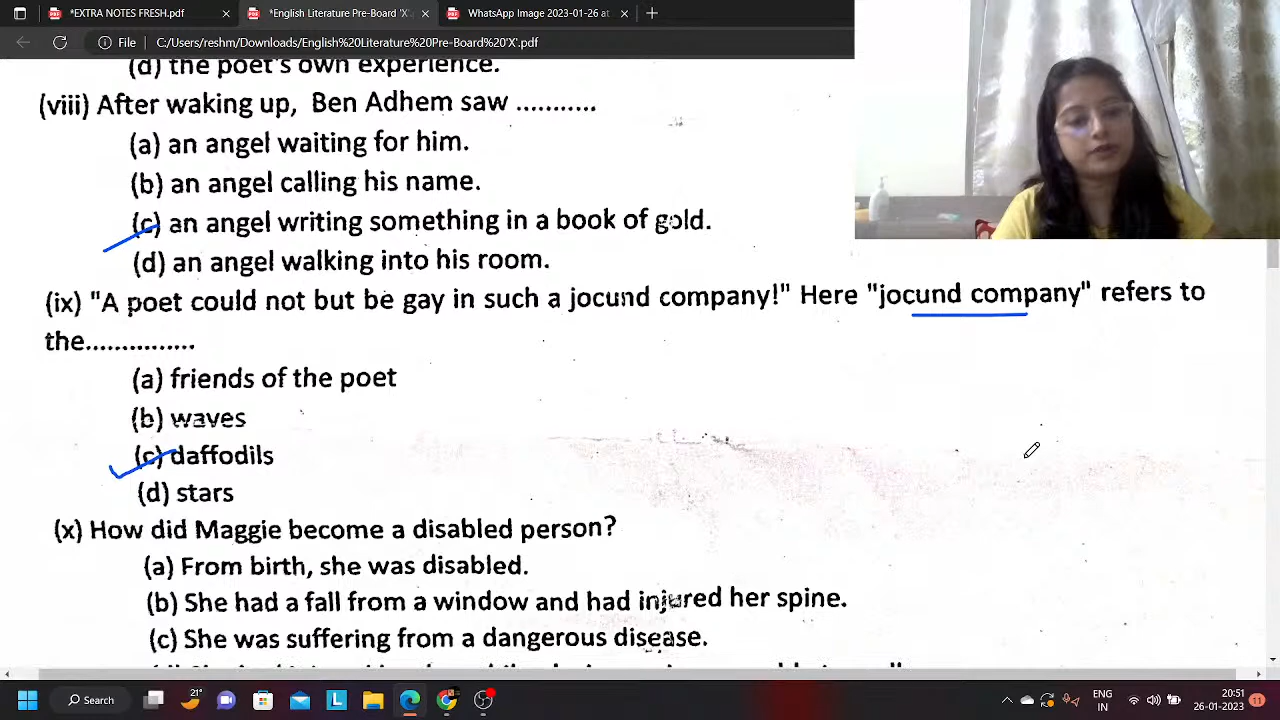 *EXTRA NOTES FRESH.pdf
*English Literature Pre-Board 'X'
WhatsApp Image 2023-01-26 at
File C:/Users/reshm/Downloads/English%20Literature%20Pre-Board%20'X'.pdf
(d) the poet's own experience.
(viii) After waking up, Ben Adhem saw ...........
(a) an angel waiting for him.
(b) an angel calling his name.
(c) an angel writing something in a book of gold.
(d) an angel walking into his room.
(ix) "A poet could not but be gay in such a jocund company!" Here "jocund company" refers to
the...............
(a) friends of the poet
(b) waves
(c) daffodils
(d) stars
(x) How did Maggie become a disabled person?
(a) From birth, she was disabled.
(b) She had a fall from a window and had injured her spine.
(c) She was suffering from a dangerous disease.
Search
21°
ENG
IN
20:51
26-01-2023
11